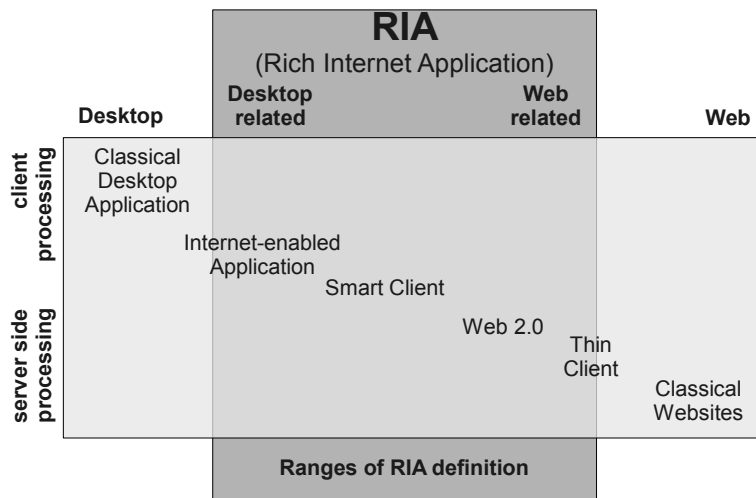 RIA
(Rich Internet Application)
Desktop
Desktop
related
Web
related
Web
client
processing
server side
processing
Classical
Desktop
Application
Internet-enabled
Application
Smart Client
Web 2.0
Thin
Client
Classical
Websites
Ranges of RIA definition